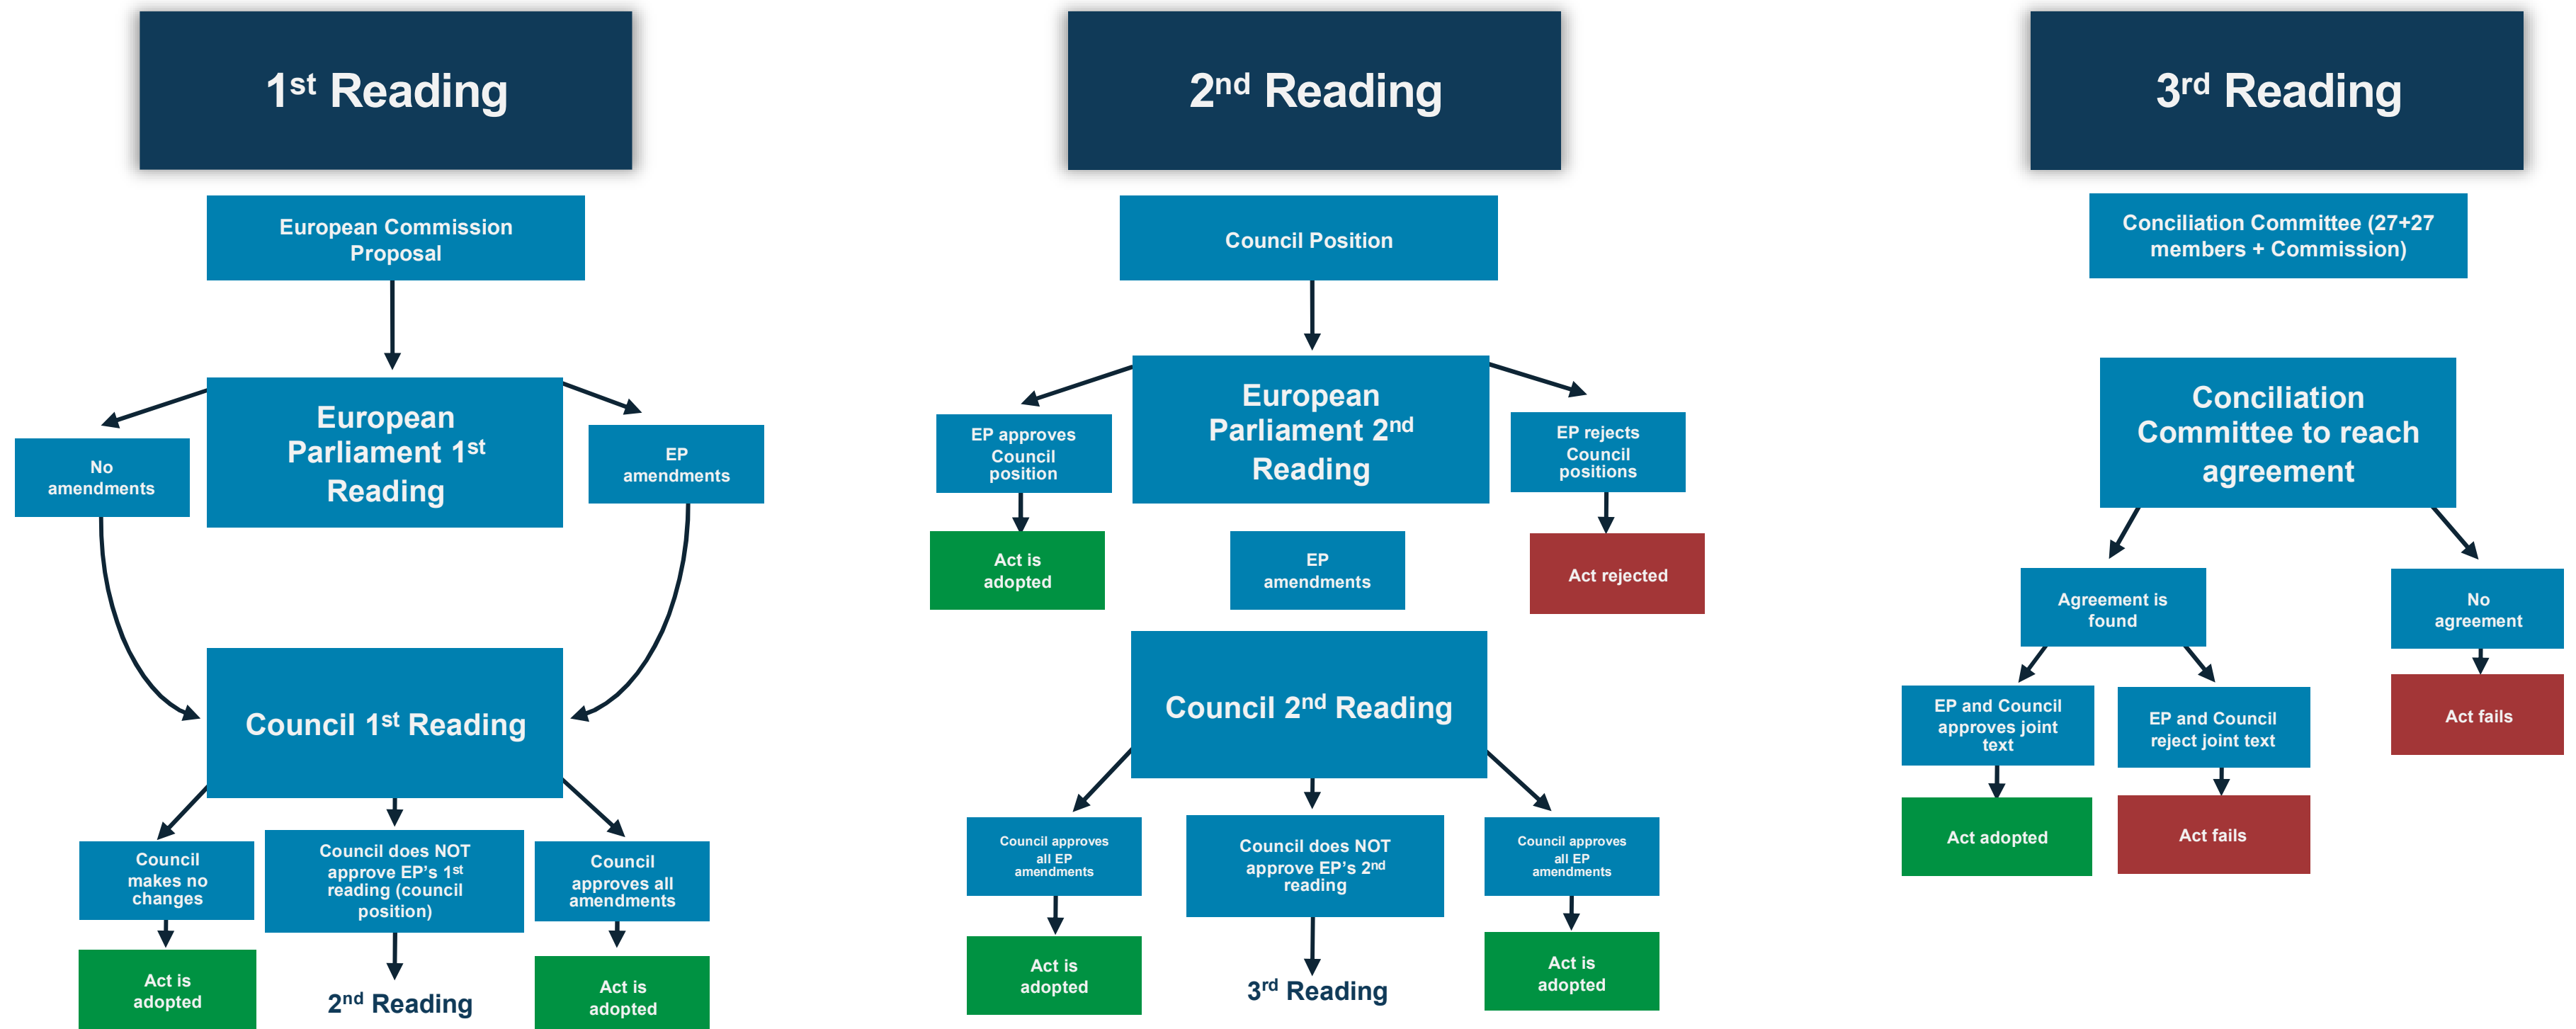 1st Reading
European Commission
Proposal
European
Parliament 1st
Reading
No
amendments
EP
amendments
Council 1st Reading
Council
makes no
changes
Council does NOT
approve EP's 1st
reading (council
position)
Council
approves all
amendments
Act is
adopted
2nd Reading
Act is
adopted
2nd Reading
Council Position
European
Parliament 2nd
Reading
EP approves
Council
position
EP rejects
Council
positions
Act is
adopted
EP
amendments
Act rejected
Council 2nd Reading
Council approves
all EP
amendments
Council does NOT
approve EP's 2nd
reading
Council approves
all EP
amendments
Act is
adopted
3rd Reading
Act is
adopted
3rd Reading
Conciliation Committee (27+27
members + Commission)
Conciliation
Committee to reach
agreement
Agreement is
found
No
agreement
EP and Council
approves joint
text
EP and Council
reject joint text
Act fails
Act adopted
Act fails